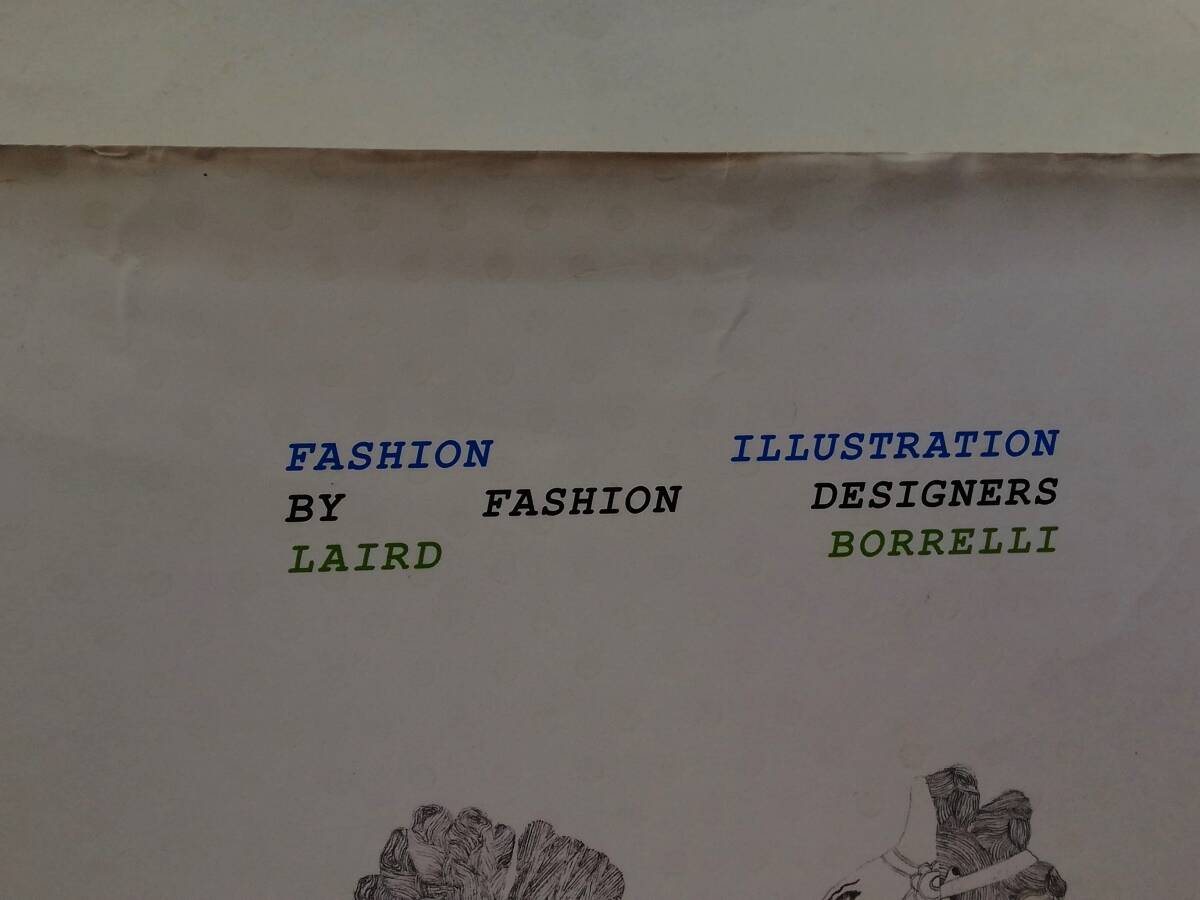 FASHION ILLUSTRATION
BY FASHION DESIGNERS
LAIRD BORRELLI